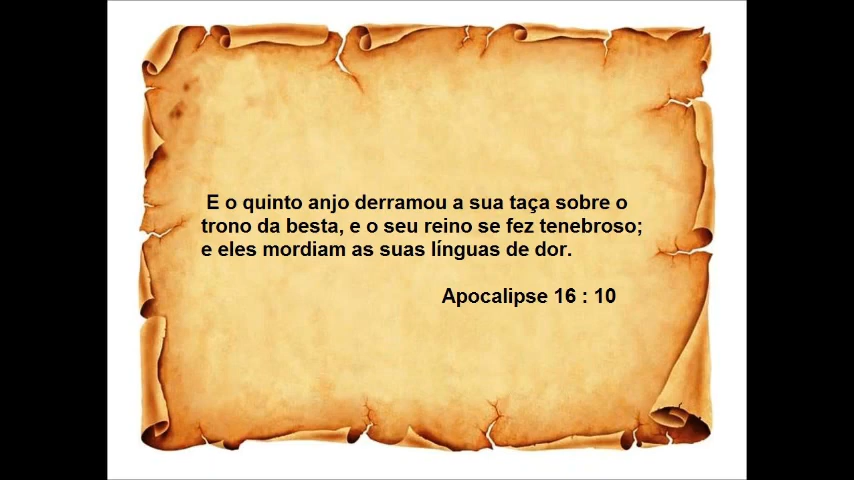 E o quinto anjo derramou a sua taça sobre o
trono da besta, e o seu reino se fez tenebroso;
e eles mordiam as suas línguas de dor.
Apocalipse 16 : 10